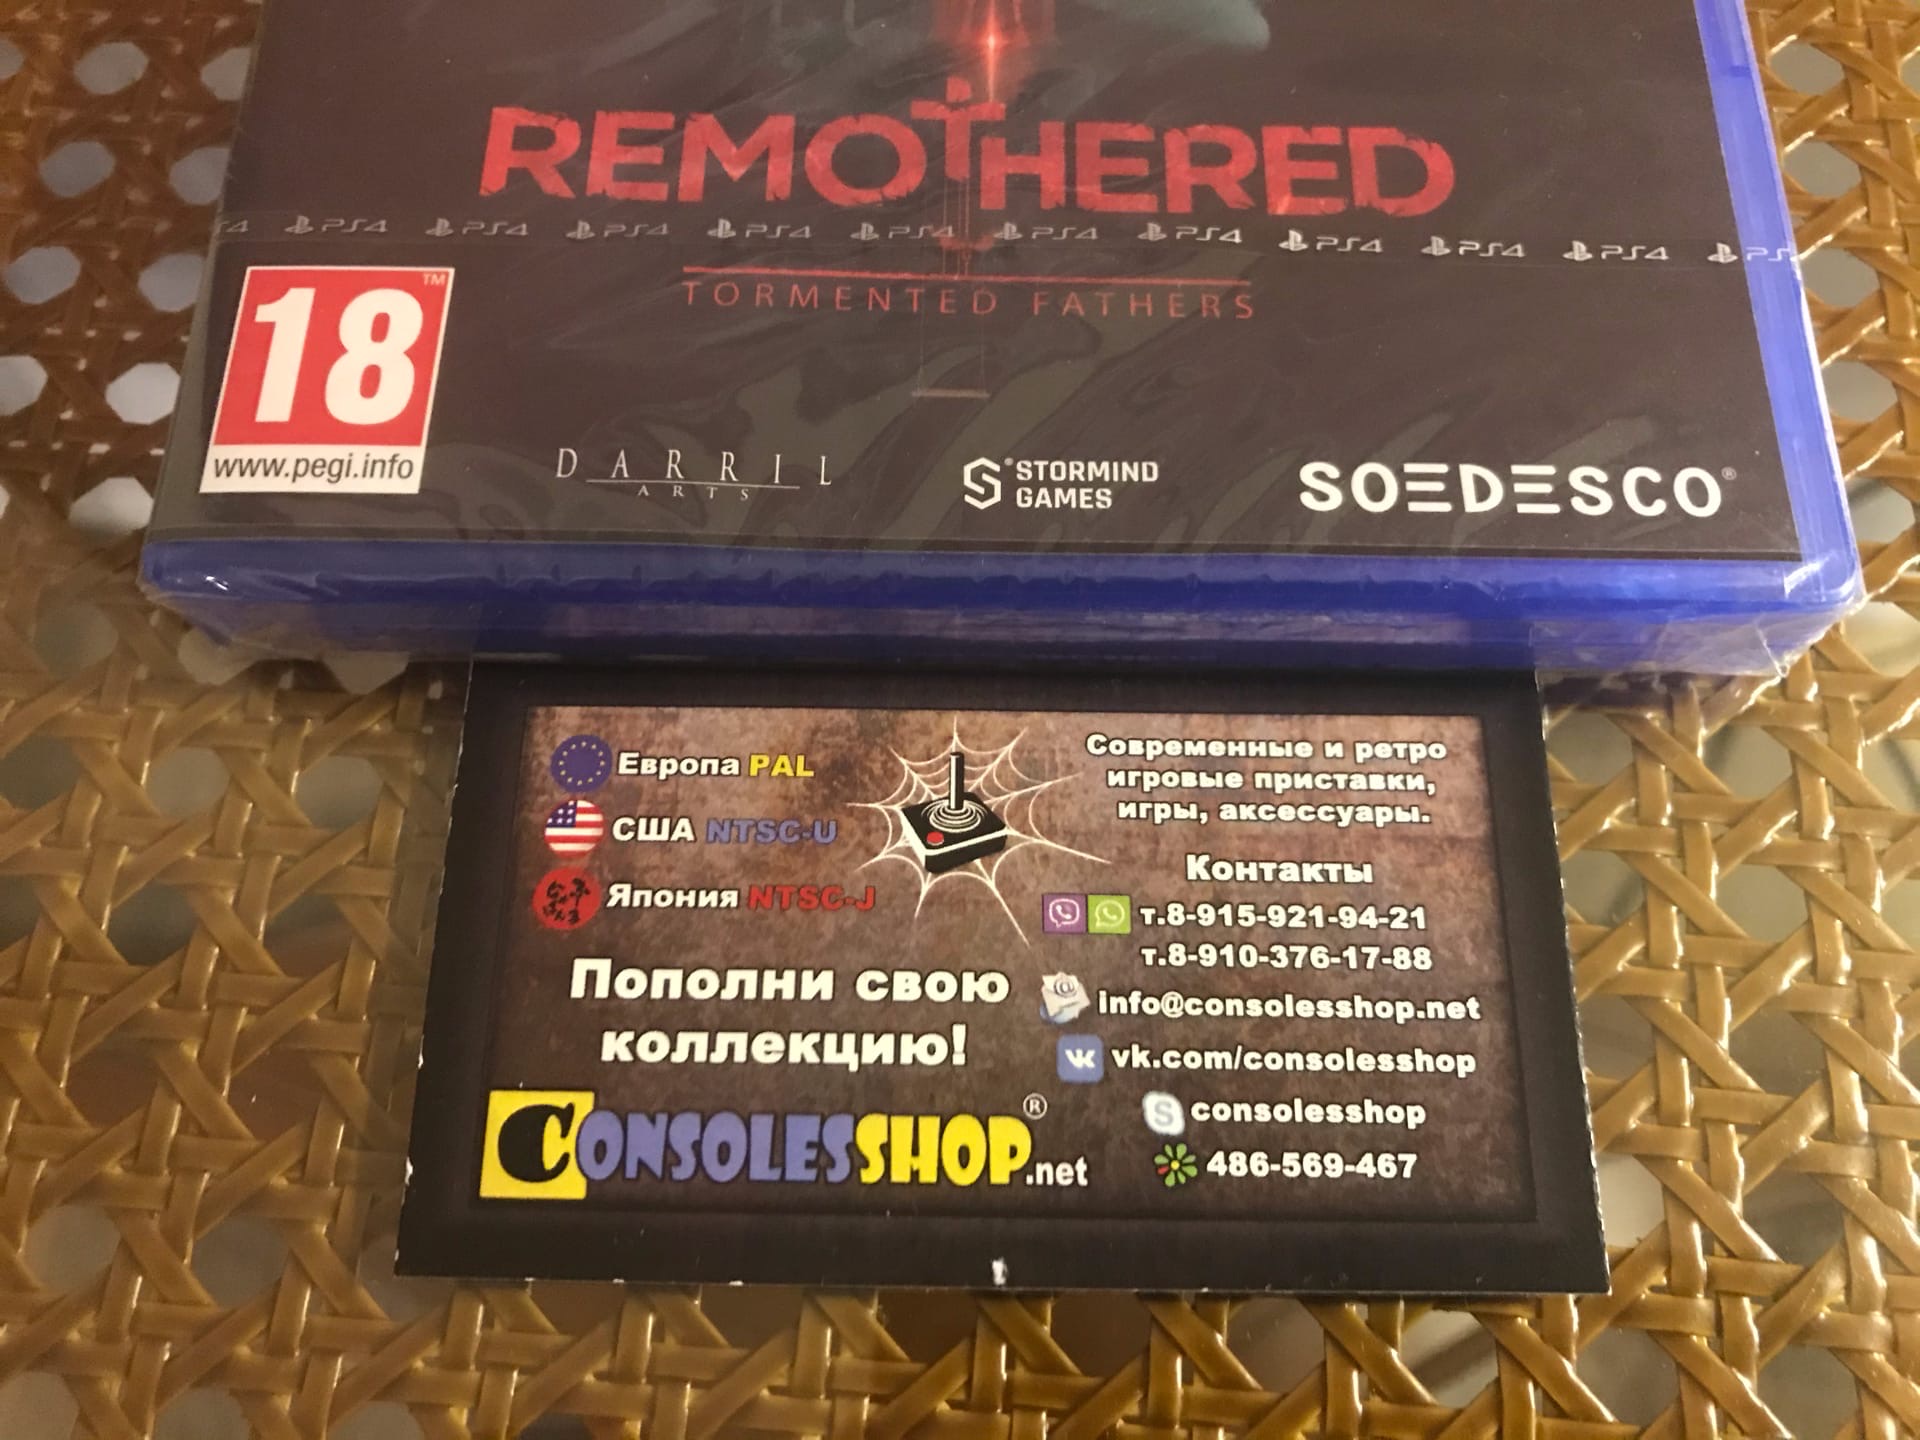 REMOTHERED
PS4 PS4 PS4 PS4 PS4 PS4 PS4 PS4 PS4 PS4 PS4
TORMENTED FATHERS
18™
www.pegi.info
DARRIL
ARTS
STORMIND
GAMES
SOEDESCO®
Европа PAL
США NTSC-U
Япония NTSC-J
Пополни свою
коллекцию!
CONSOLESSHOP®.net
Современные и ретро
игровые приставки,
игры, аксессуары.
Контакты
т.8-915-921-94-21
т.8-910-376-17-88
info@consolesshop.net
vk.com/consolesshop
consolesshop
486-569-467